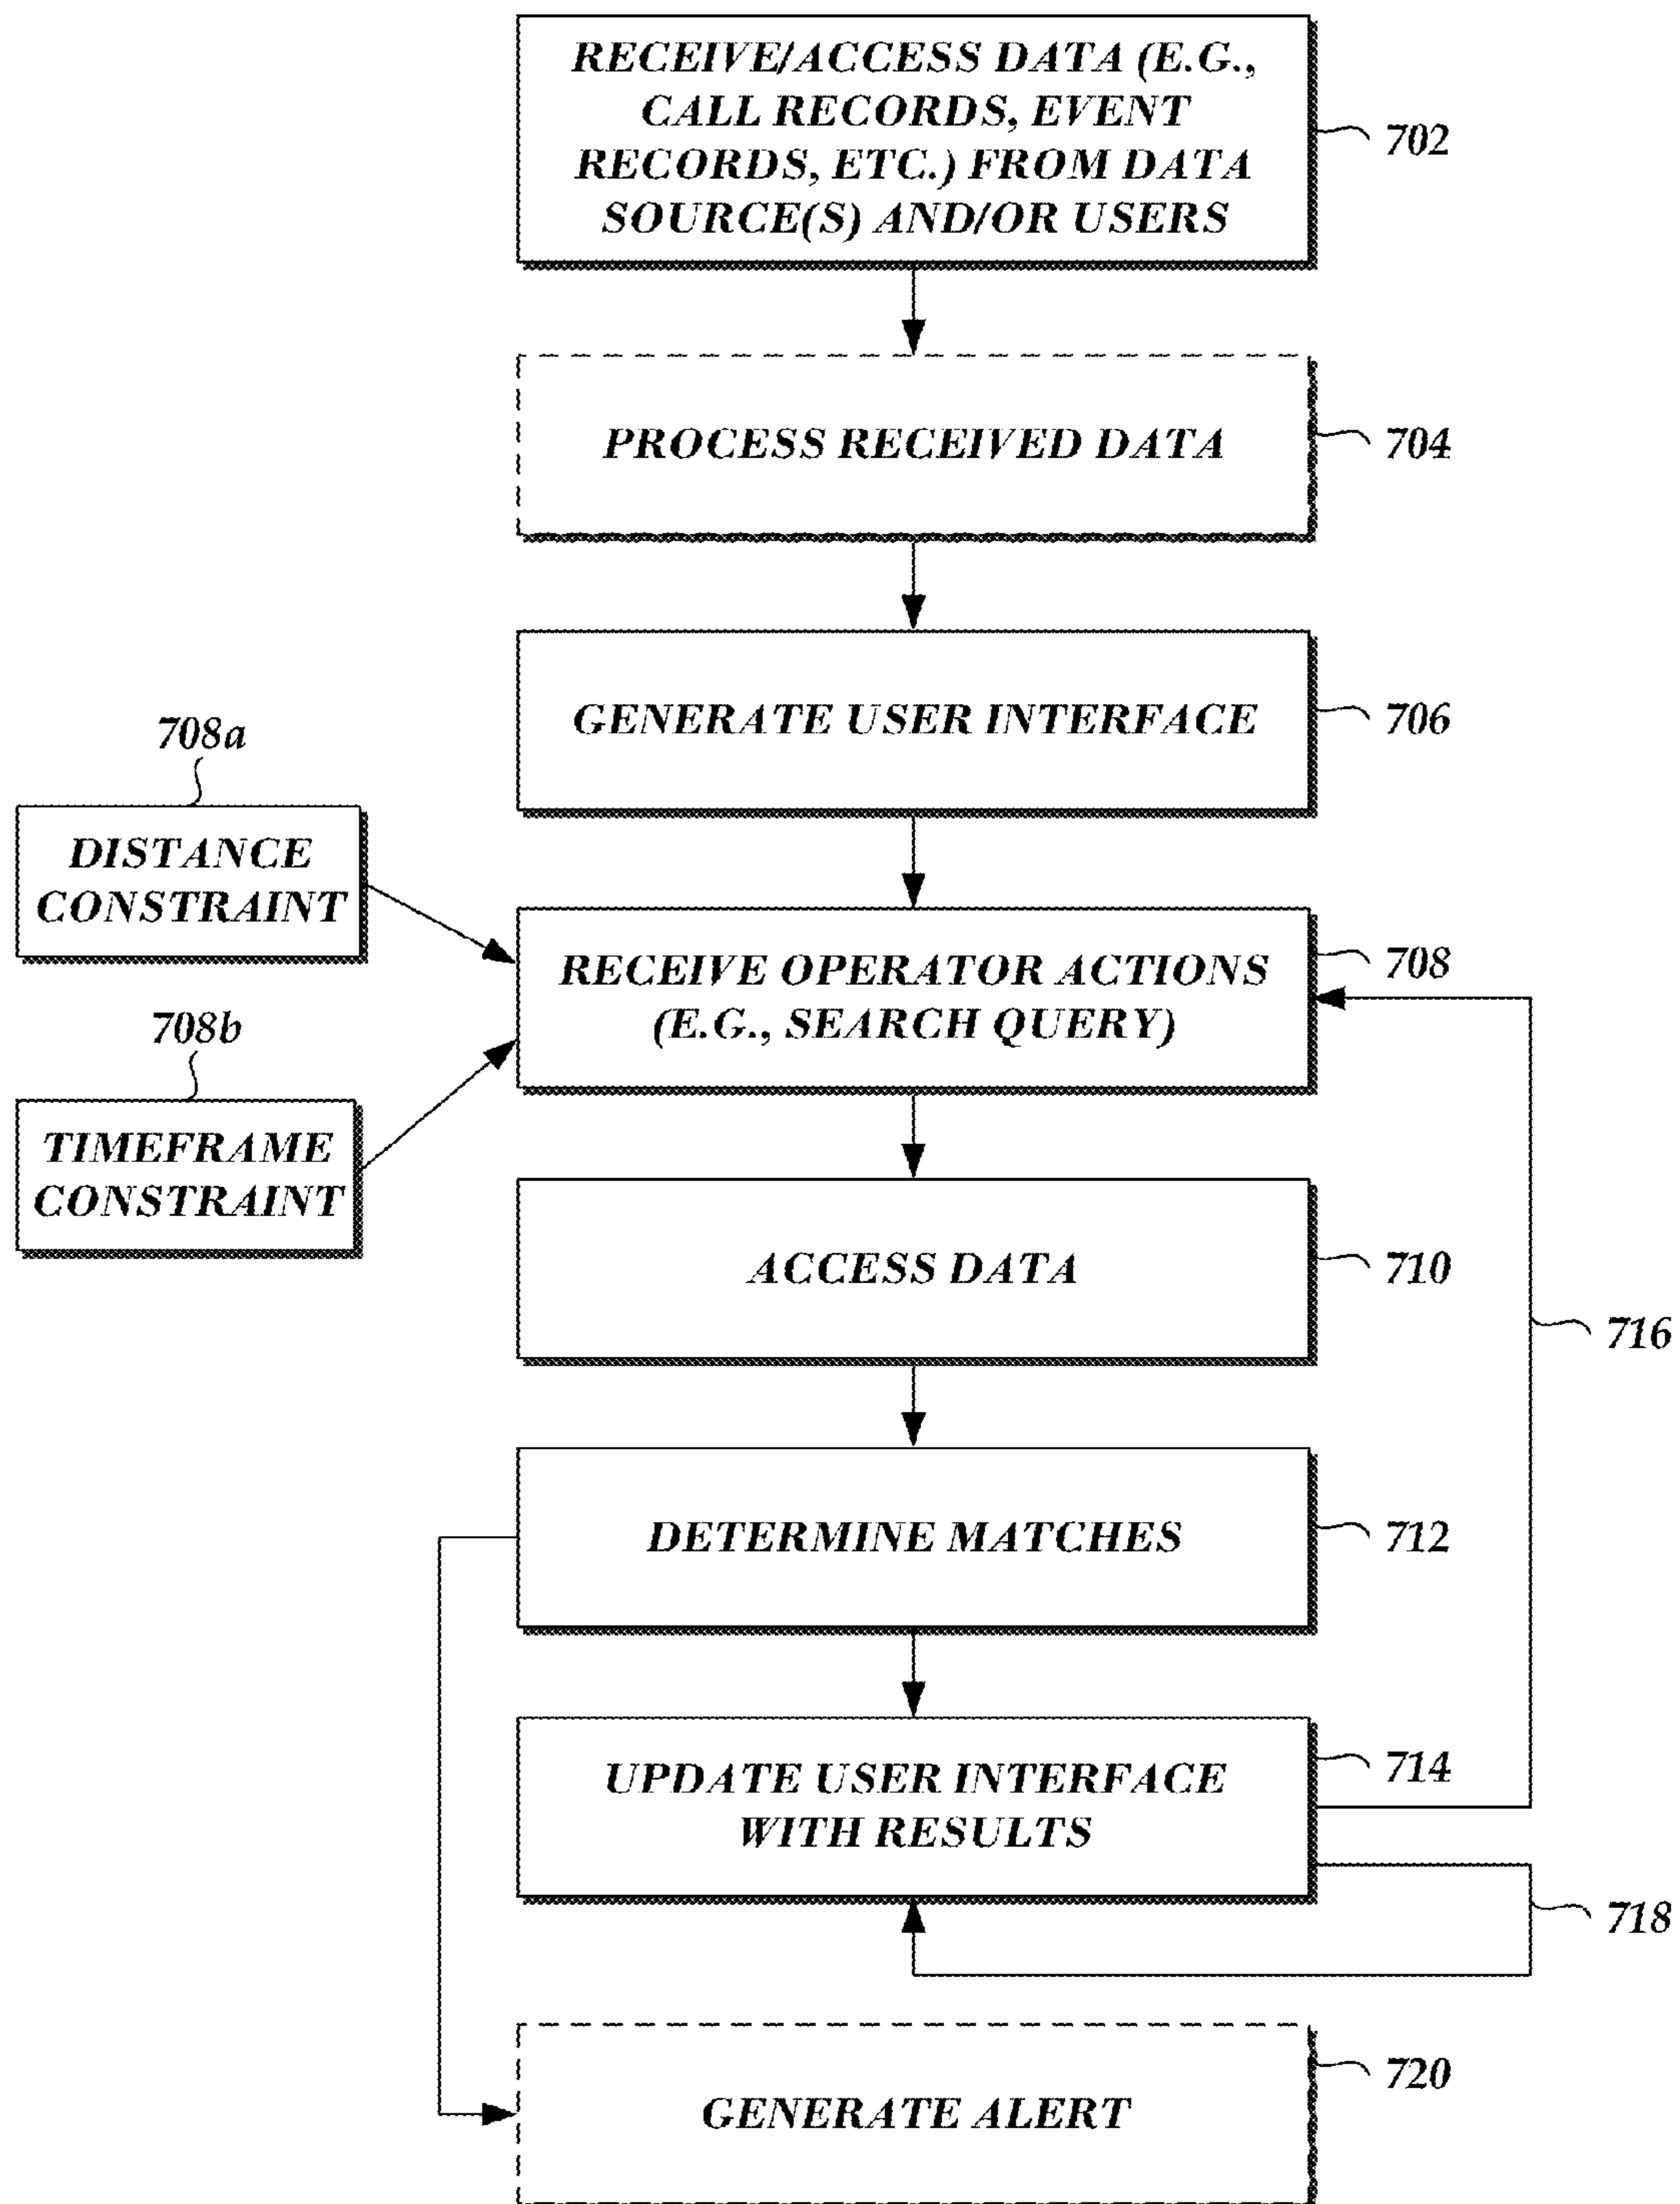 RECEIVE/ACCESS DATA (E.G.,
CALL RECORDS, EVENT
RECORDS, ETC.) FROM DATA
SOURCE(S) AND/OR USERS
702
PROCESS RECEIVED DATA
704
GENERATE USER INTERFACE
706
708a
DISTANCE
CONSTRAINT
RECEIVE OPERATOR ACTIONS
(E.G., SEARCH QUERY)
708
708b
TIMEFRAME
CONSTRAINT
ACCESS DATA
710
716
DETERMINE MATCHES
712
UPDATE USER INTERFACE
WITH RESULTS
714
718
GENERATE ALERT
720